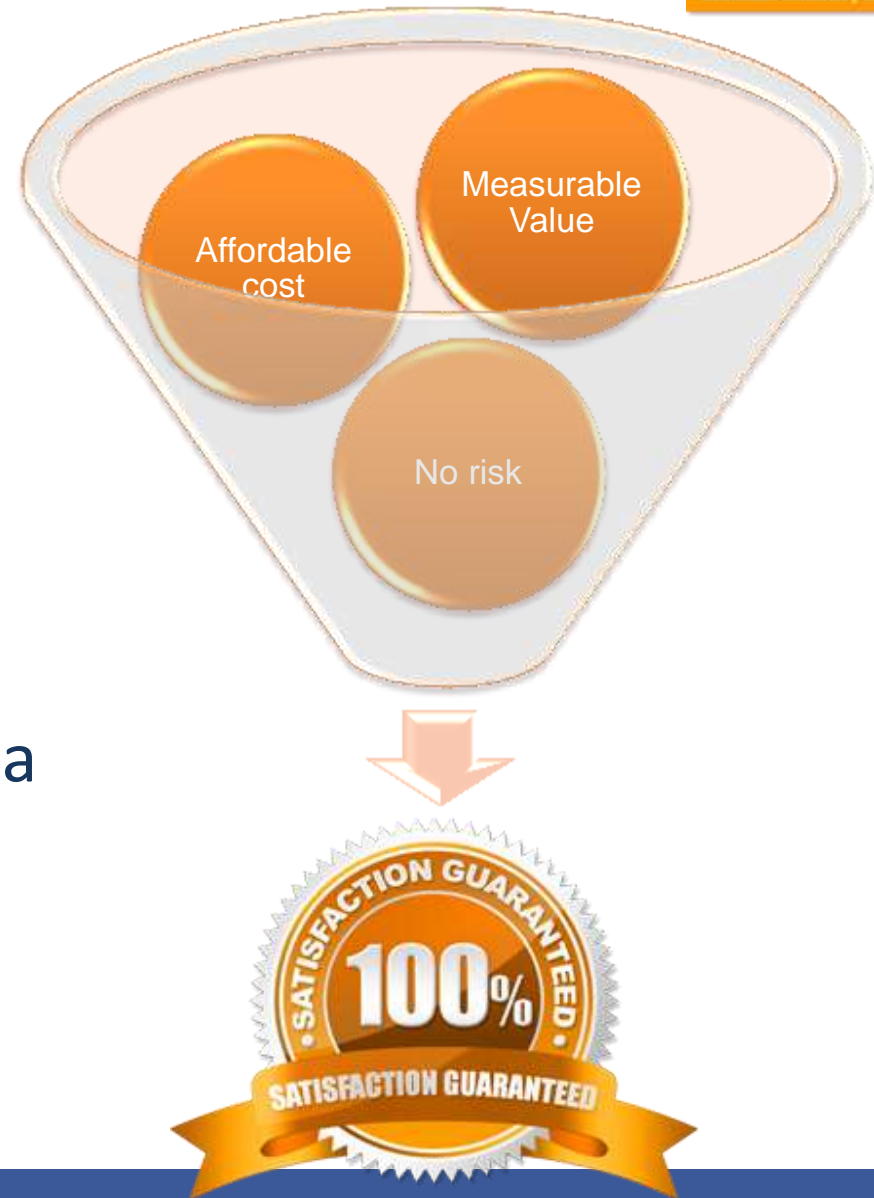 Measurable
Value
Affordable
cost
No risk
a
SATISFACTION GUARANTEED
100%
SATISFACTION GUARANTEED